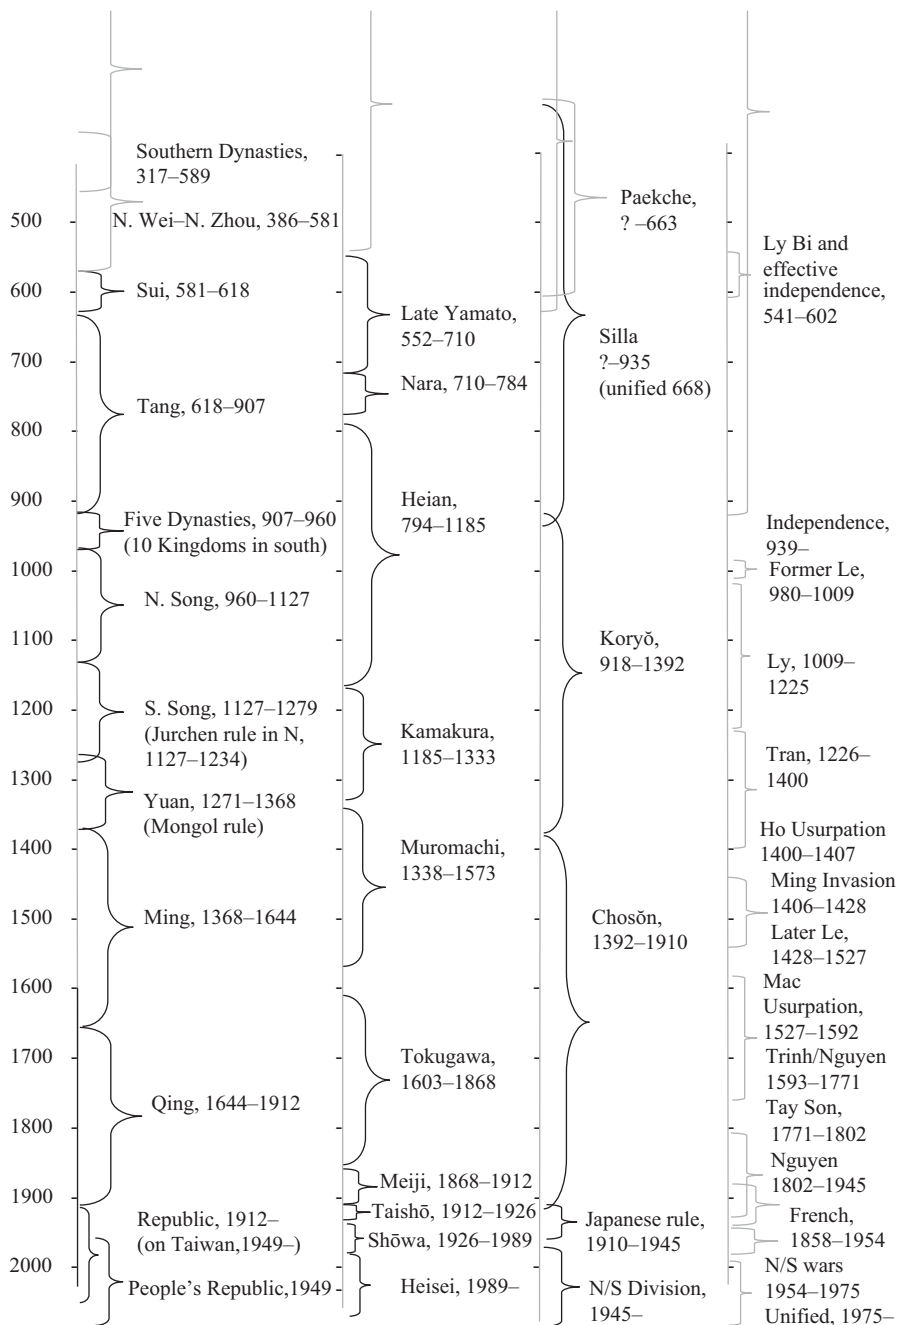 500
600
700
800
900
1000
1100
1200
1300
1400
1500
1600
1700
1800
1900
2000
Southern Dynasties,
317–589
N. Wei–N. Zhou, 386–581
Sui, 581–618
Tang, 618–907
Five Dynasties, 907–960
(10 Kingdoms in south)
N. Song, 960–1127
S. Song, 1127–1279
(Jurchen rule in N,
1127–1234)
Yuan, 1271–1368
(Mongol rule)
Ming, 1368–1644
Qing, 1644–1912
Republic, 1912–
(on Taiwan,1949–)
People's Republic,1949
Late Yamato,
552–710
Nara, 710–784
Heian,
794–1185
Kamakura,
1185–1333
Muromachi,
1338–1573
Tokugawa,
1603–1868
Meiji, 1868–1912
Taishō, 1912–1926
Shōwa, 1926–1989
Heisei, 1989–
Paekche,
? –663
Silla
?–935
(unified 668)
Koryŏ,
918–1392
Chosŏn,
1392–1910
Japanese rule,
1910–1945
N/S Division,
1945–
Ly Bi and
effective
independence,
541–602
Independence,
939–
Former Le,
980–1009
Ly, 1009–
1225
Tran, 1226–
1400
Ho Usurpation
1400–1407
Ming Invasion
1406–1428
Later Le,
1428–1527
Mac
Usurpation,
1527–1592
Trinh/Nguyen
1593–1771
Tay Son,
1771–1802
Nguyen
1802–1945
French,
1858–1954
N/S wars
1954–1975
Unified, 1975–